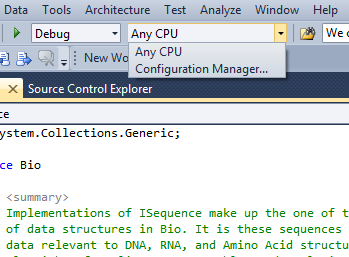 Data Tools Architecture Test Analyze Window Help
Debug Any CPU We
Any CPU
New Wo
Configuration Manager...
Source Control Explorer
ce
ystem.Collections.Generic;
ce Bio
<summary>
Implementations of ISequence make up the one of t
of data structures in Bio. It is these sequences
data relevant to DNA, RNA, and Amino Acid structu